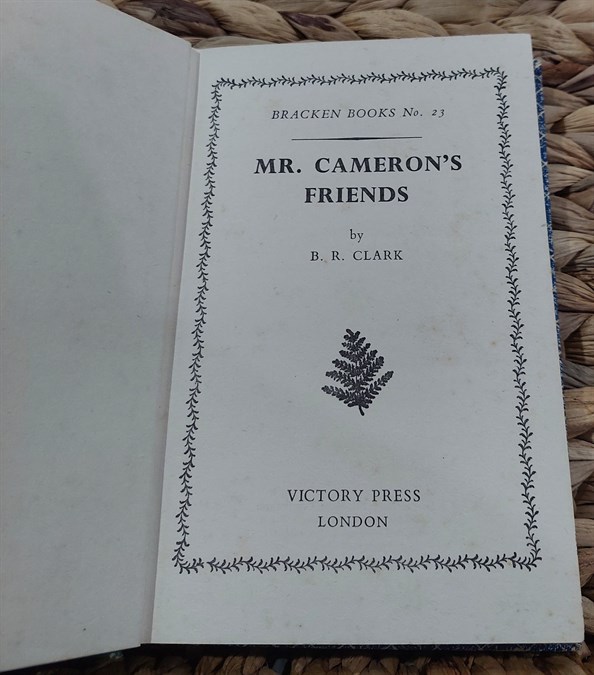 BRACKEN BOOKS No. 23
MR. CAMERON'S
FRIENDS
by
B. R. CLARK
VICTORY PRESS
LONDON